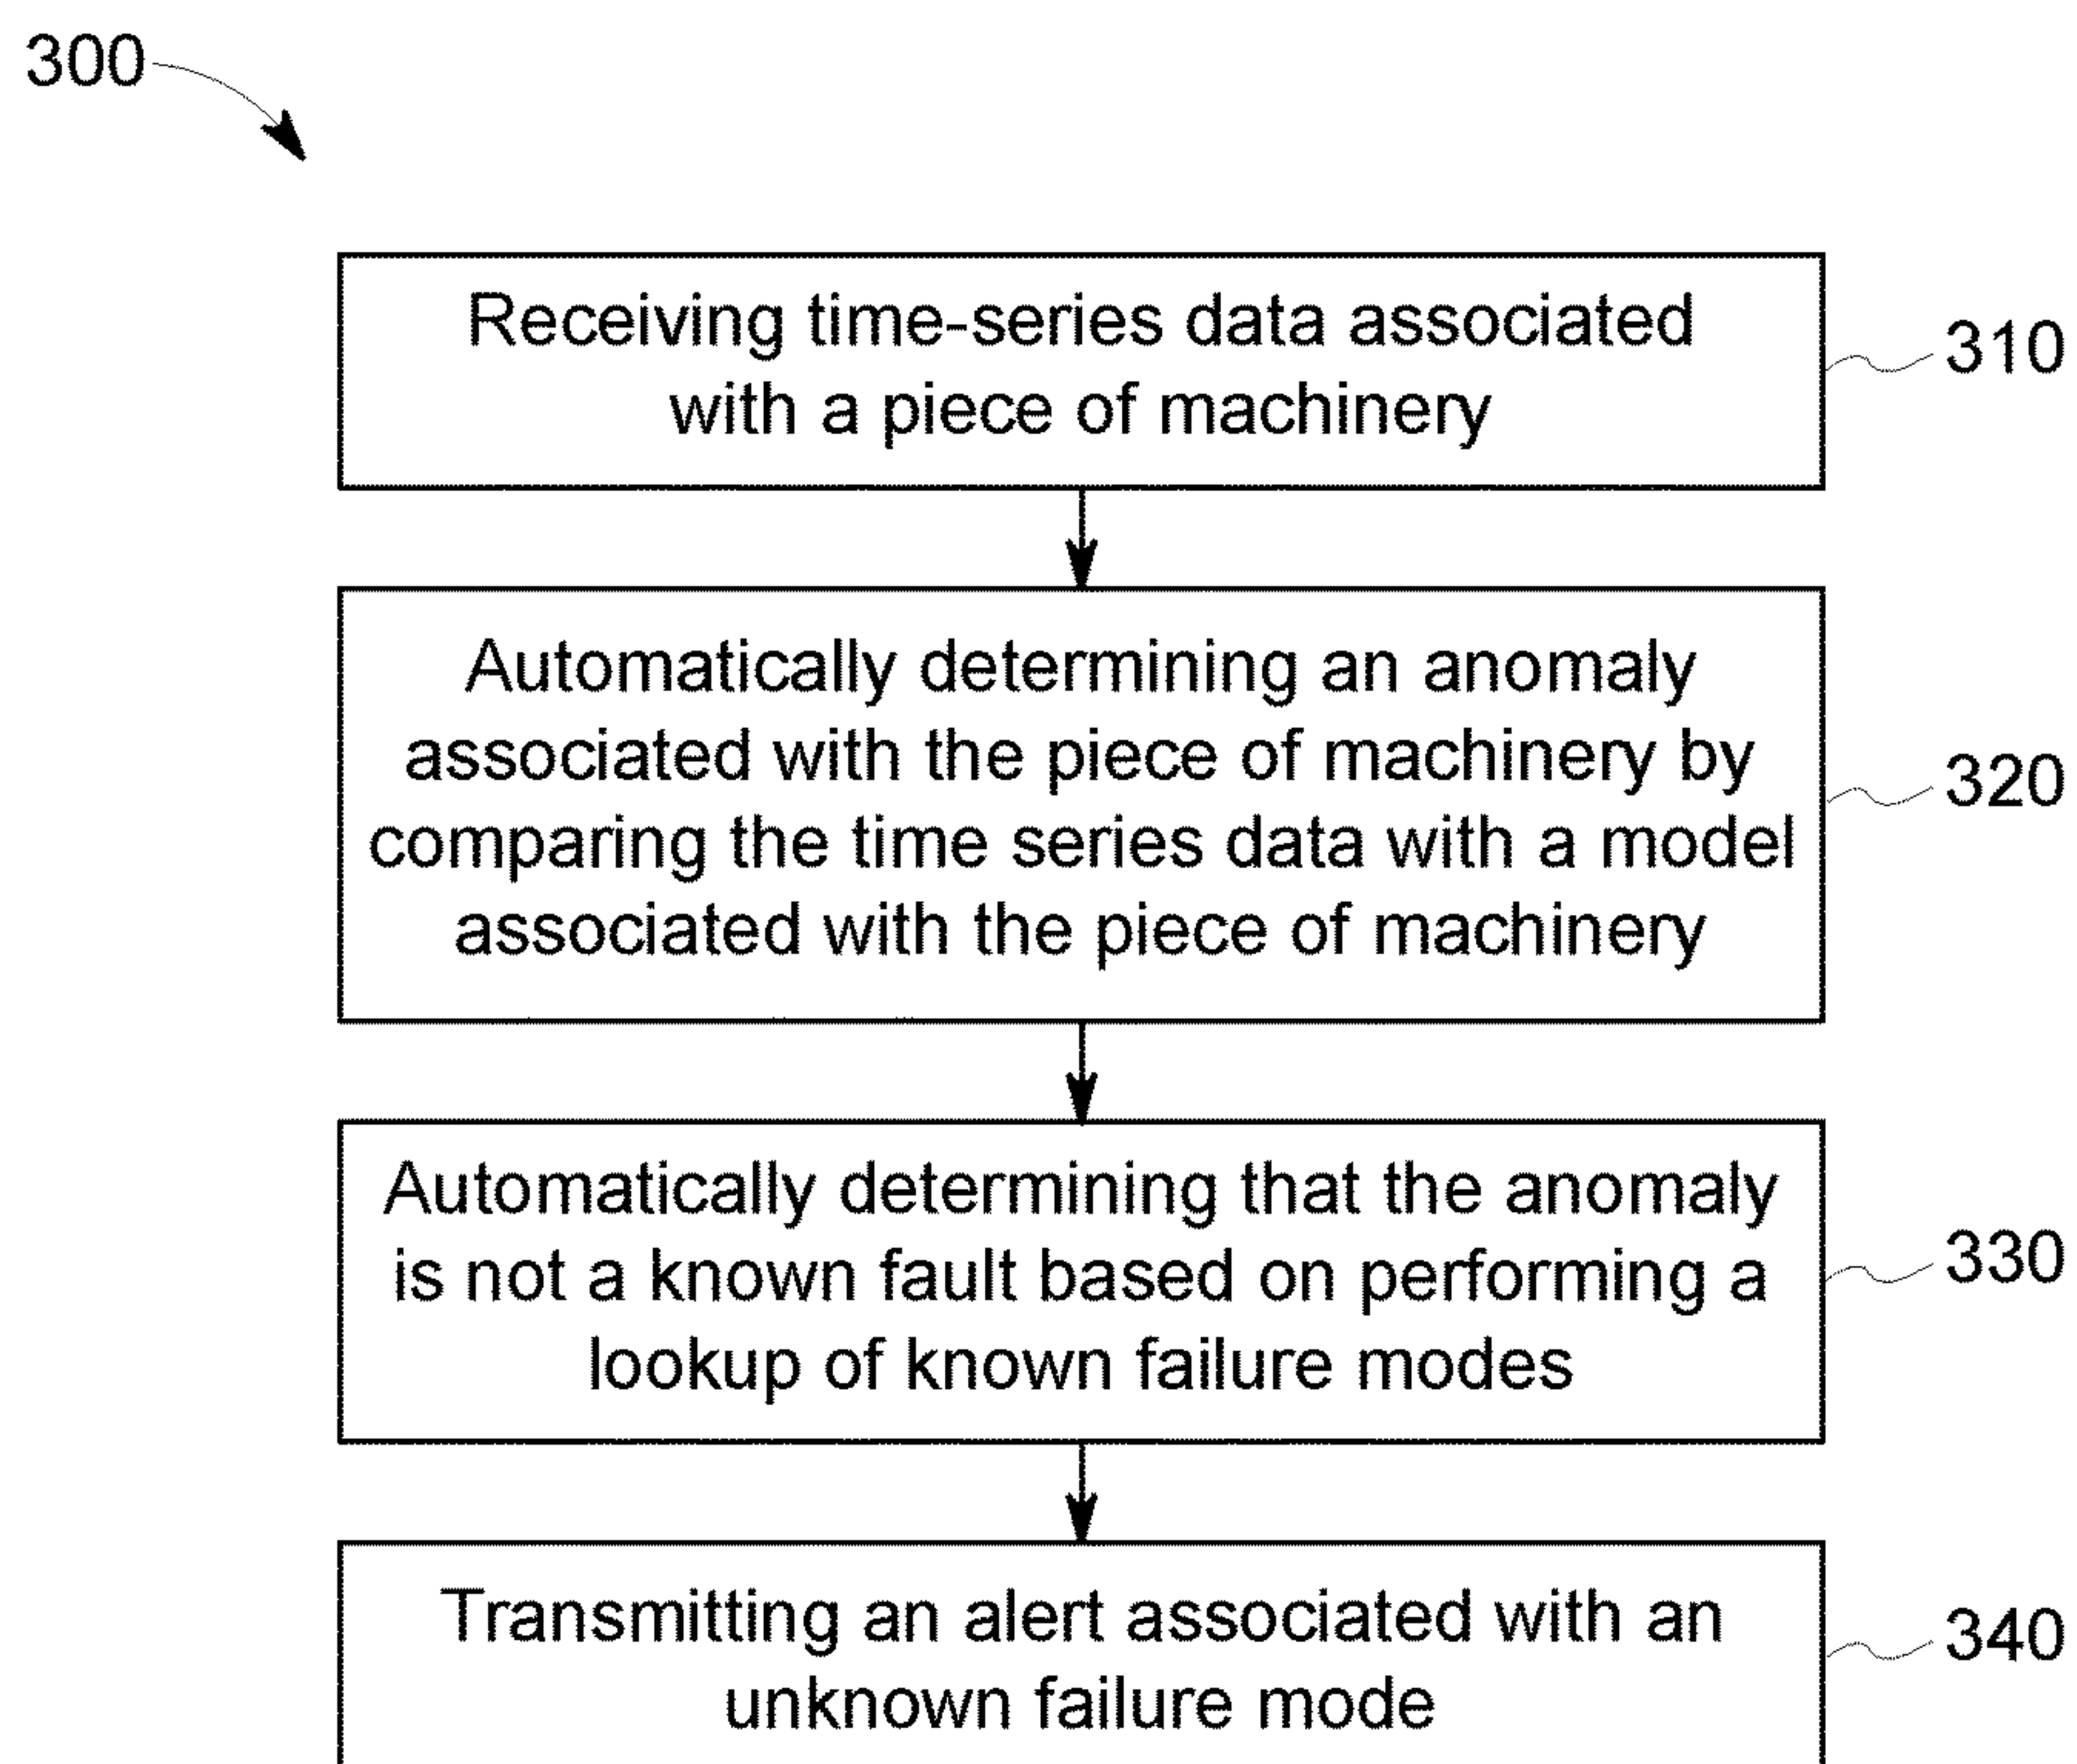 300
Receiving time-series data associated
with a piece of machinery
310
Automatically determining an anomaly
associated with the piece of machinery by
comparing the time series data with a model
associated with the piece of machinery
320
Automatically determining that the anomaly
is not a known fault based on performing a
lookup of known failure modes
330
Transmitting an alert associated with an
unknown failure mode
340